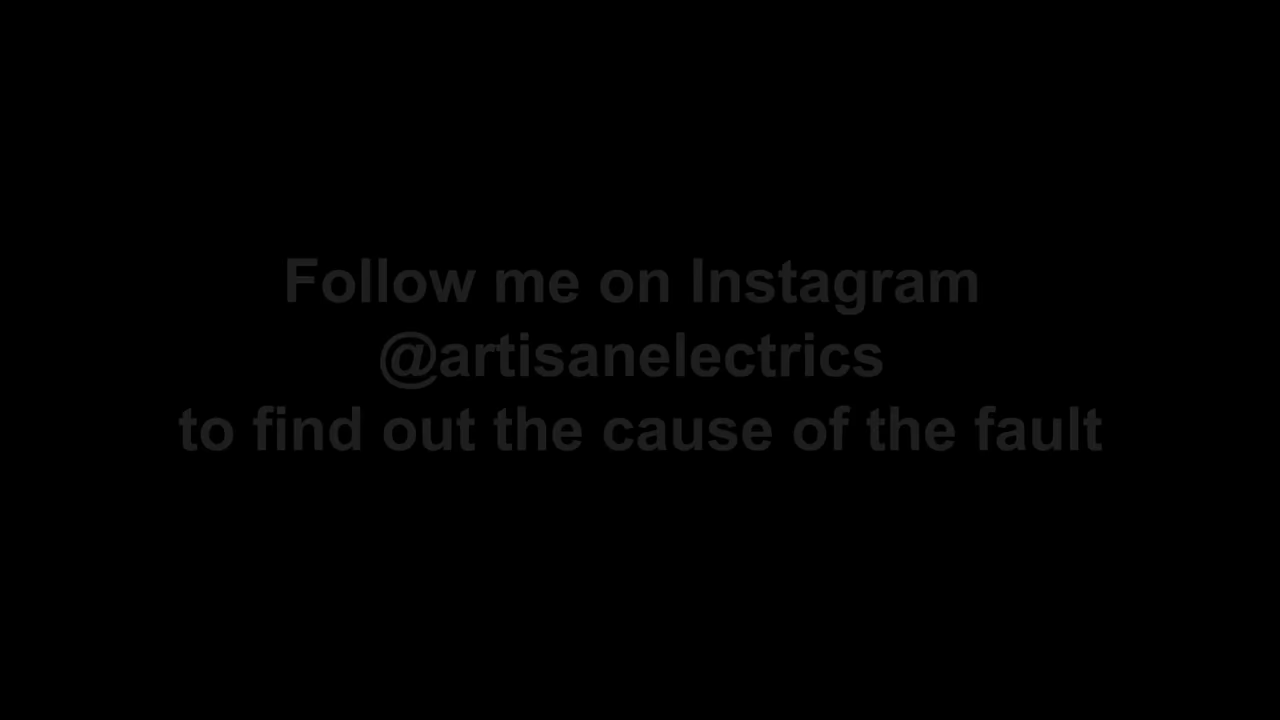 Follow me on Instagram
@artisanelectrics
to find out the cause of the fault